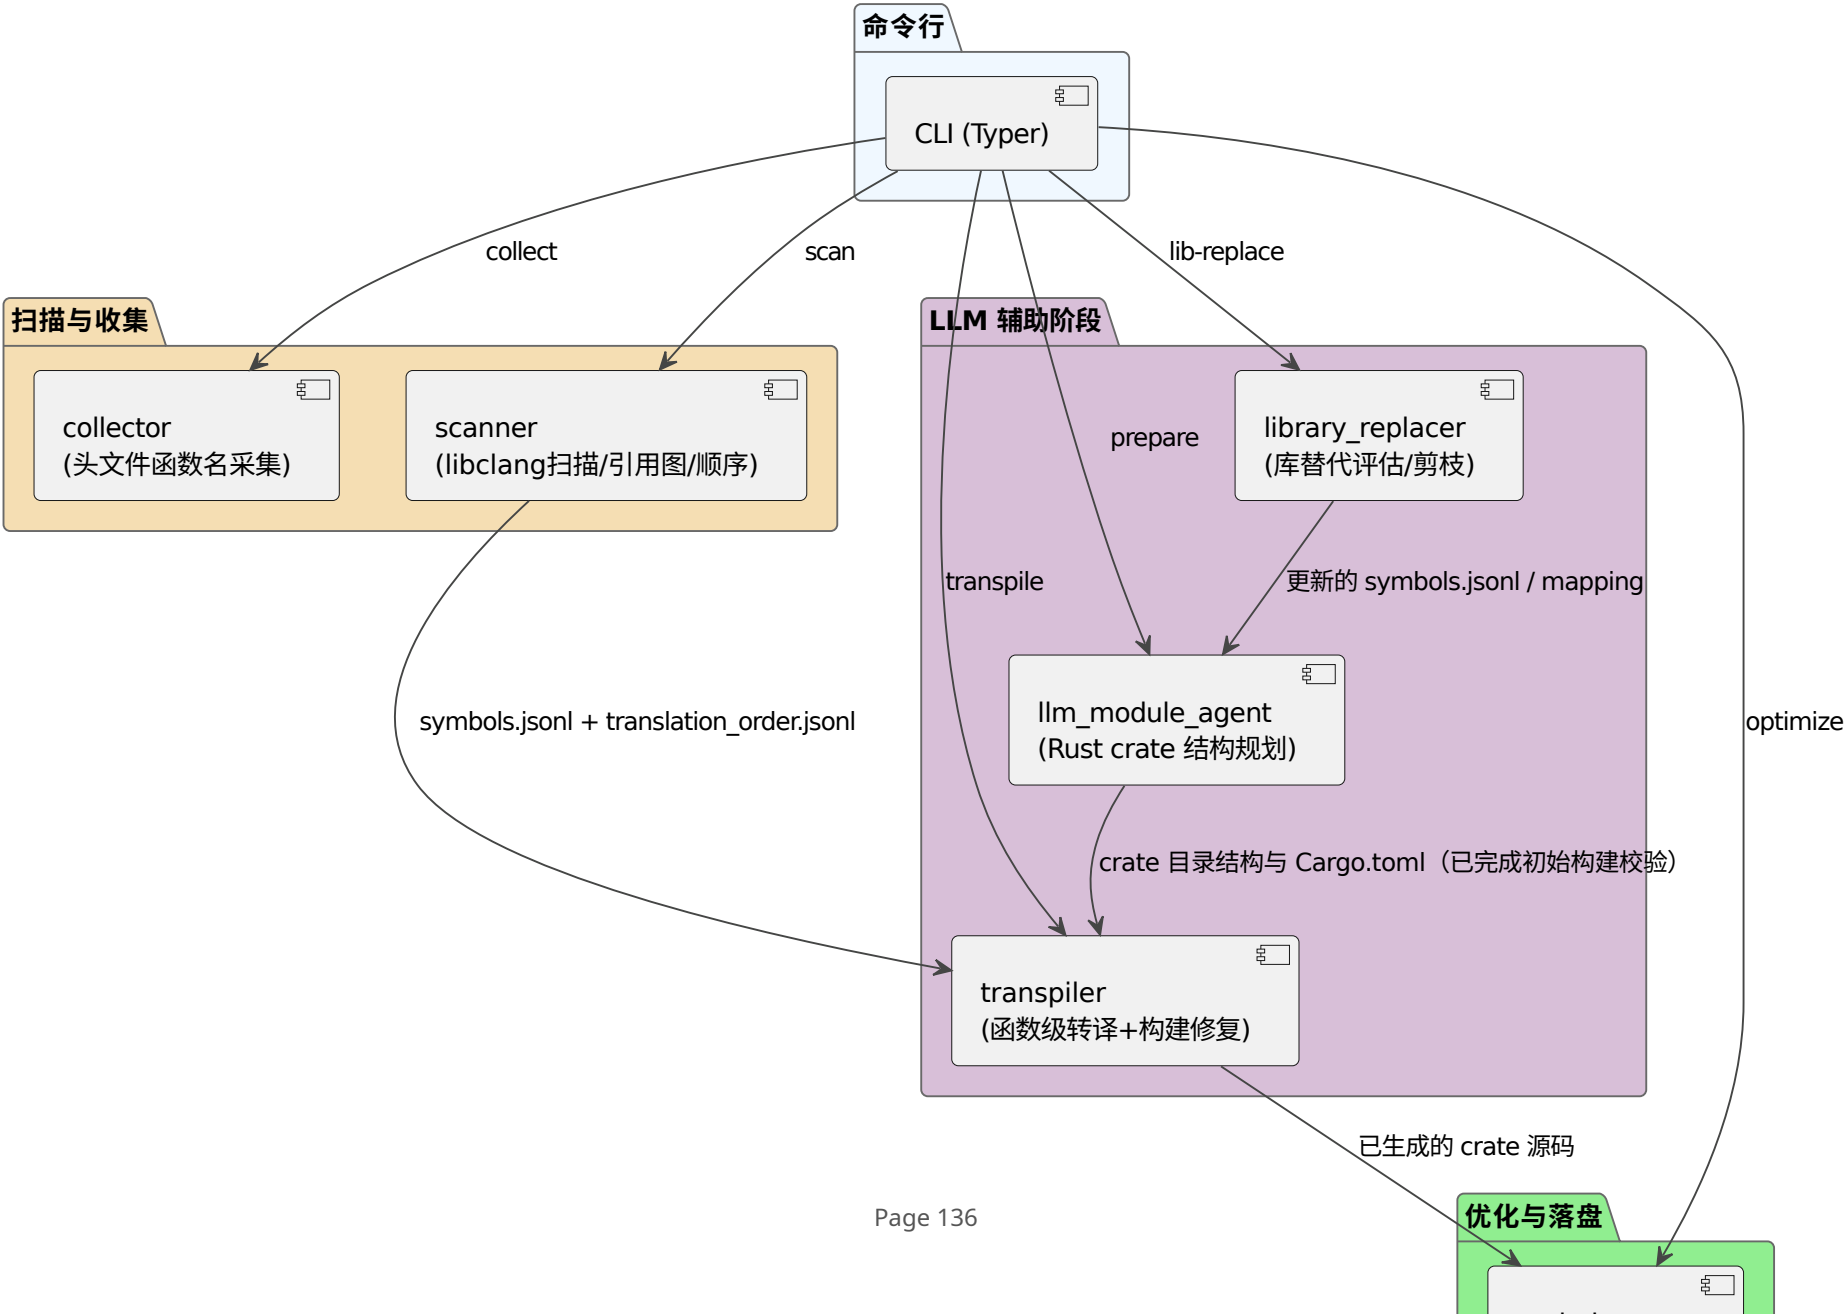 命令行
CLI (Typer)
collect
scan
lib-replace
扫描与收集
LLM 辅助阶段
collector
(头文件函数名采集)
scanner
(libclang扫描/引用图/顺序)
prepare
library_replacer
(库替代评估/剪枝)
transpile
更新的 symbols.jsonl / mapping
symbols.jsonl + translation_order.jsonl
llm_module_agent
(Rust crate 结构规划)
optimize
crate 目录结构与 Cargo.toml（已完成初始构建校验）
transpiler
(函数级转译+构建修复)
已生成的 crate 源码
优化与落盘
Page 136